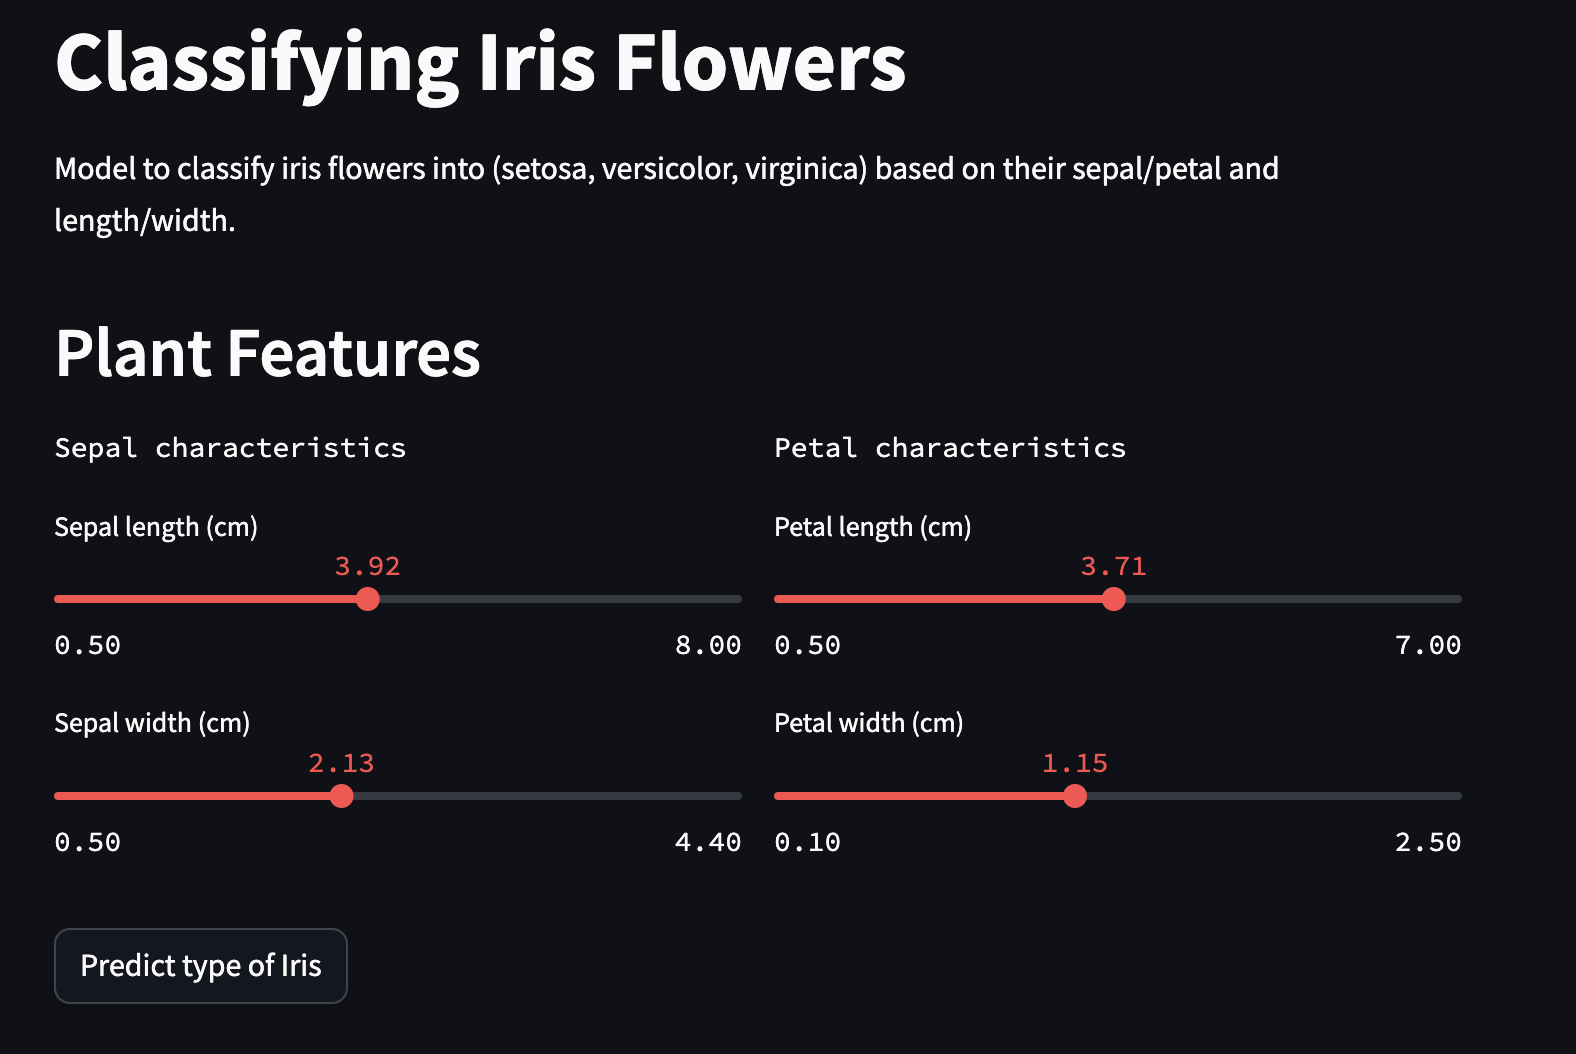 Classifying Iris Flowers
Model to classify iris flowers into (setosa, versicolor, virginica) based on their sepal/petal and
length/width.
Plant Features
Sepal characteristics
Sepal length (cm)
3.92
0.50 8.00
Sepal width (cm)
2.13
0.50 4.40
Petal characteristics
Petal length (cm)
3.71
0.50 7.00
Petal width (cm)
1.15
0.10 2.50
Predict type of Iris